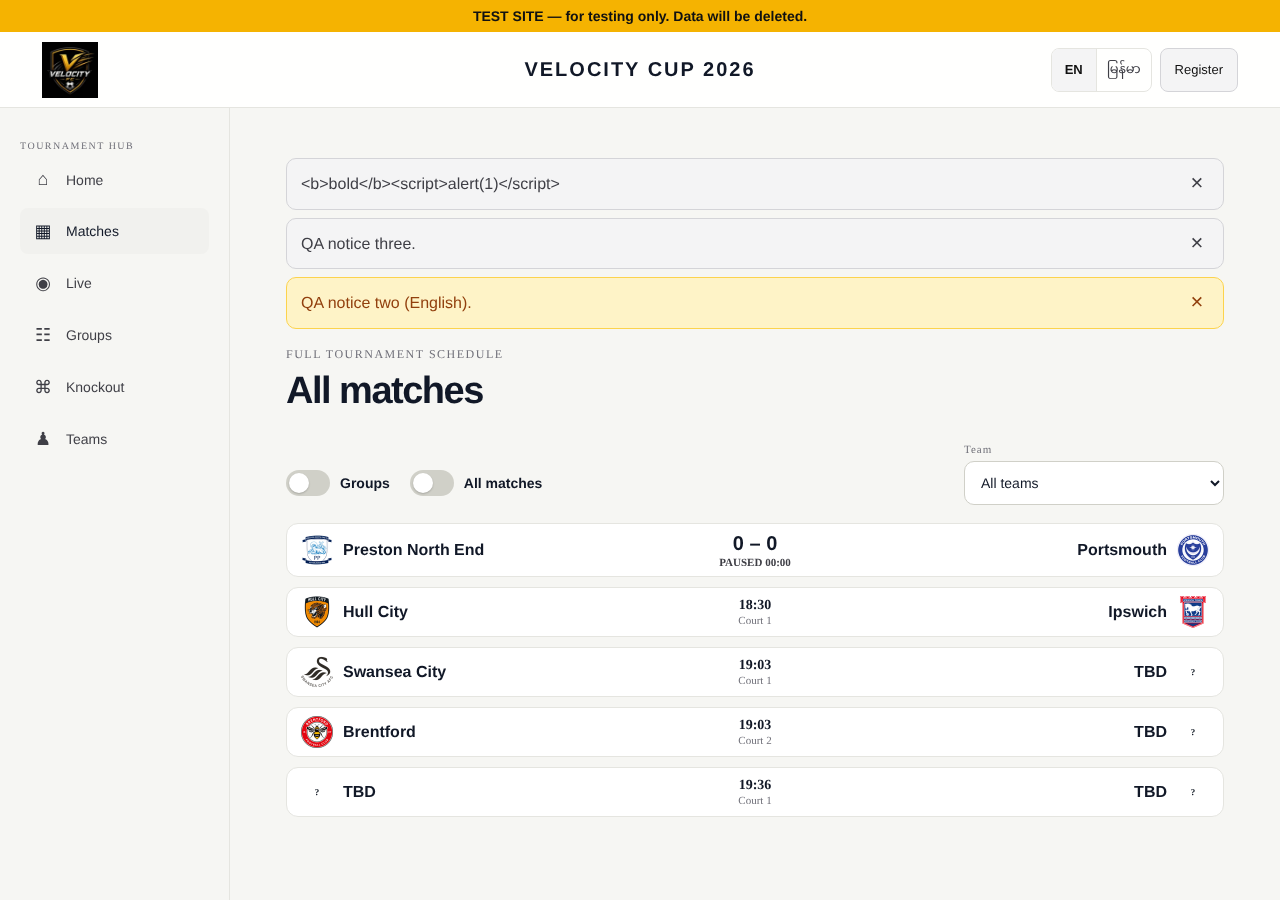 TEST SITE — for testing only. Data will be deleted.
VELOCITY
VELOCITY CUP 2026
EN
မြန်မာ
Register
TOURNAMENT HUB
Home
Matches
Live
Groups
Knockout
Teams
<b>bold</b><script>alert(1)</script>
✕
QA notice three.
✕
QA notice two (English).
✕
FULL TOURNAMENT SCHEDULE
All matches
Groups
All matches
Team
All teams
Preston North End
0 – 0
PAUSED 00:00
Portsmouth
Hull City
18:30
Court 1
Ipswich
Swansea City
19:03
Court 1
TBD
?
Brentford
19:03
Court 2
TBD
?
?
TBD
19:36
Court 1
TBD
?